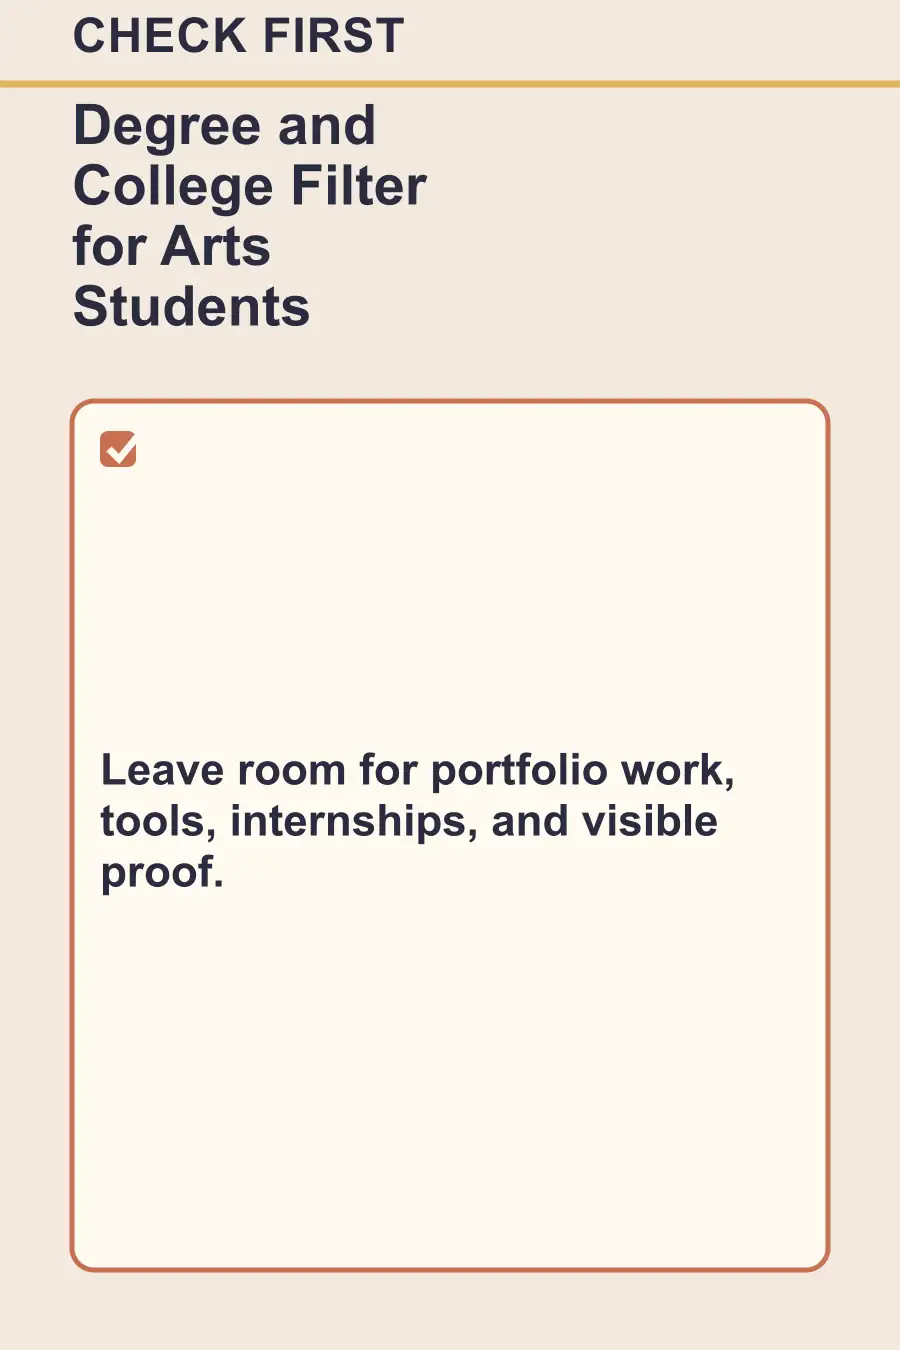 CHECK FIRST
Degree and
College Filter
for Arts
Students
Leave room for portfolio work,
tools, internships, and visible
proof.